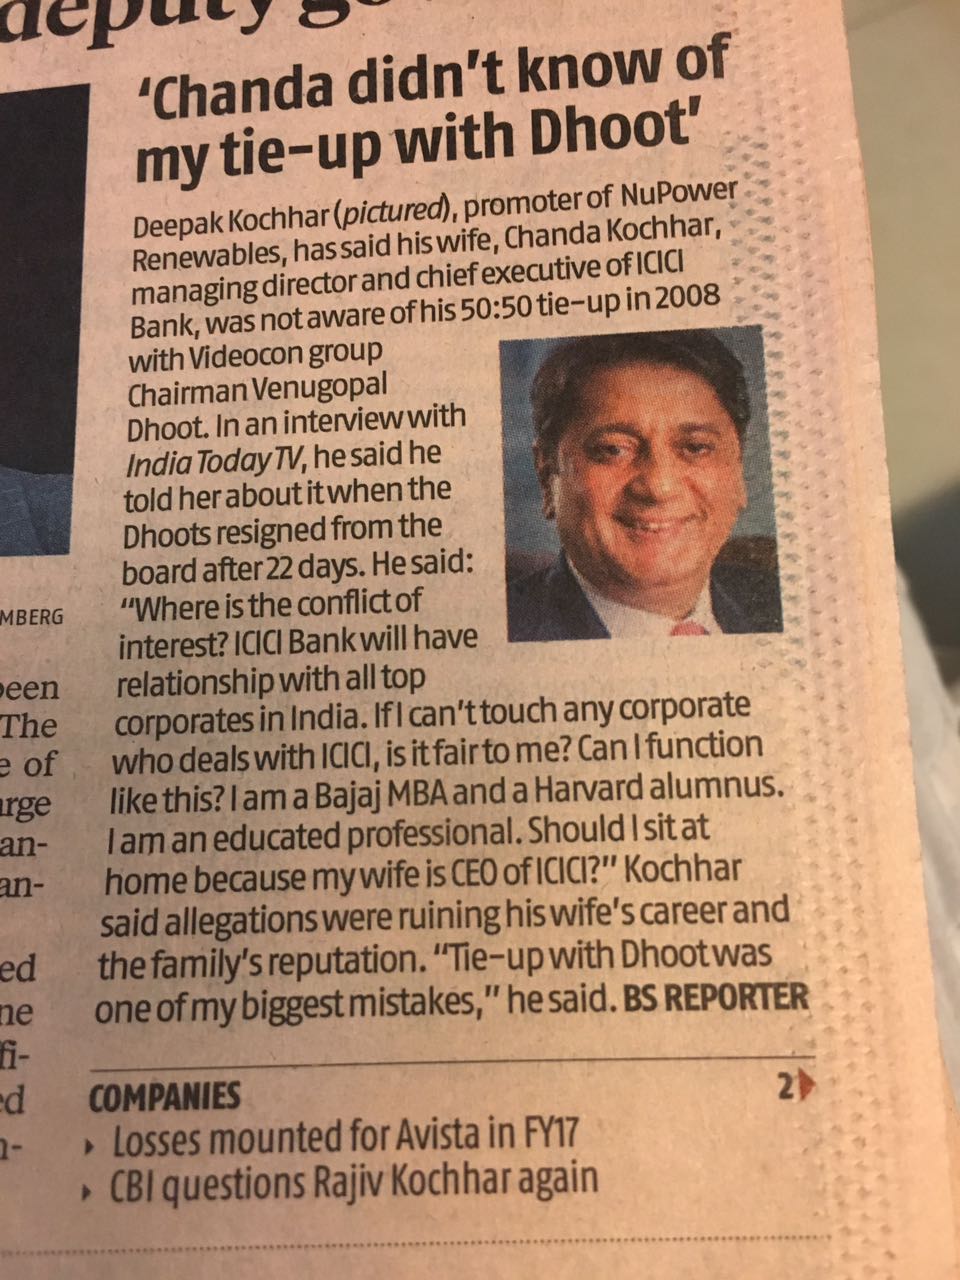 deputy go
'Chanda didn't know of
my tie-up with Dhoot'
Deepak Kochhar (pictured), promoter of NuPower
Renewables, has said his wife, Chanda Kochhar,
managing director and chief executive of ICICI
Bank, was not aware of his 50:50 tie-up in 2008
with Videocon group
Chairman Venugopal
Dhoot. In an interview with
India Today TV, he said he
told her about it when the
Dhoots resigned from the
board after 22 days. He said:
"Where is the conflict of
interest? ICICI Bank will have
relationship with all top
corporates in India. If I can't touch any corporate
who deals with ICICI, is it fair to me? Can I function
like this? I am a Bajaj MBA and a Harvard alumnus.
I am an educated professional. Should I sit at
home because my wife is CEO of ICICI?" Kochhar
said allegations were ruining his wife's career and
the family's reputation. "Tie-up with Dhoot was
one of my biggest mistakes," he said. BS REPORTER
COMPANIES 2
Losses mounted for Avista in FY17
CBI questions Rajiv Kochhar again
MBERG
been
The
e of
arge
an-
an-
ed
ne
fi-
ed
n-